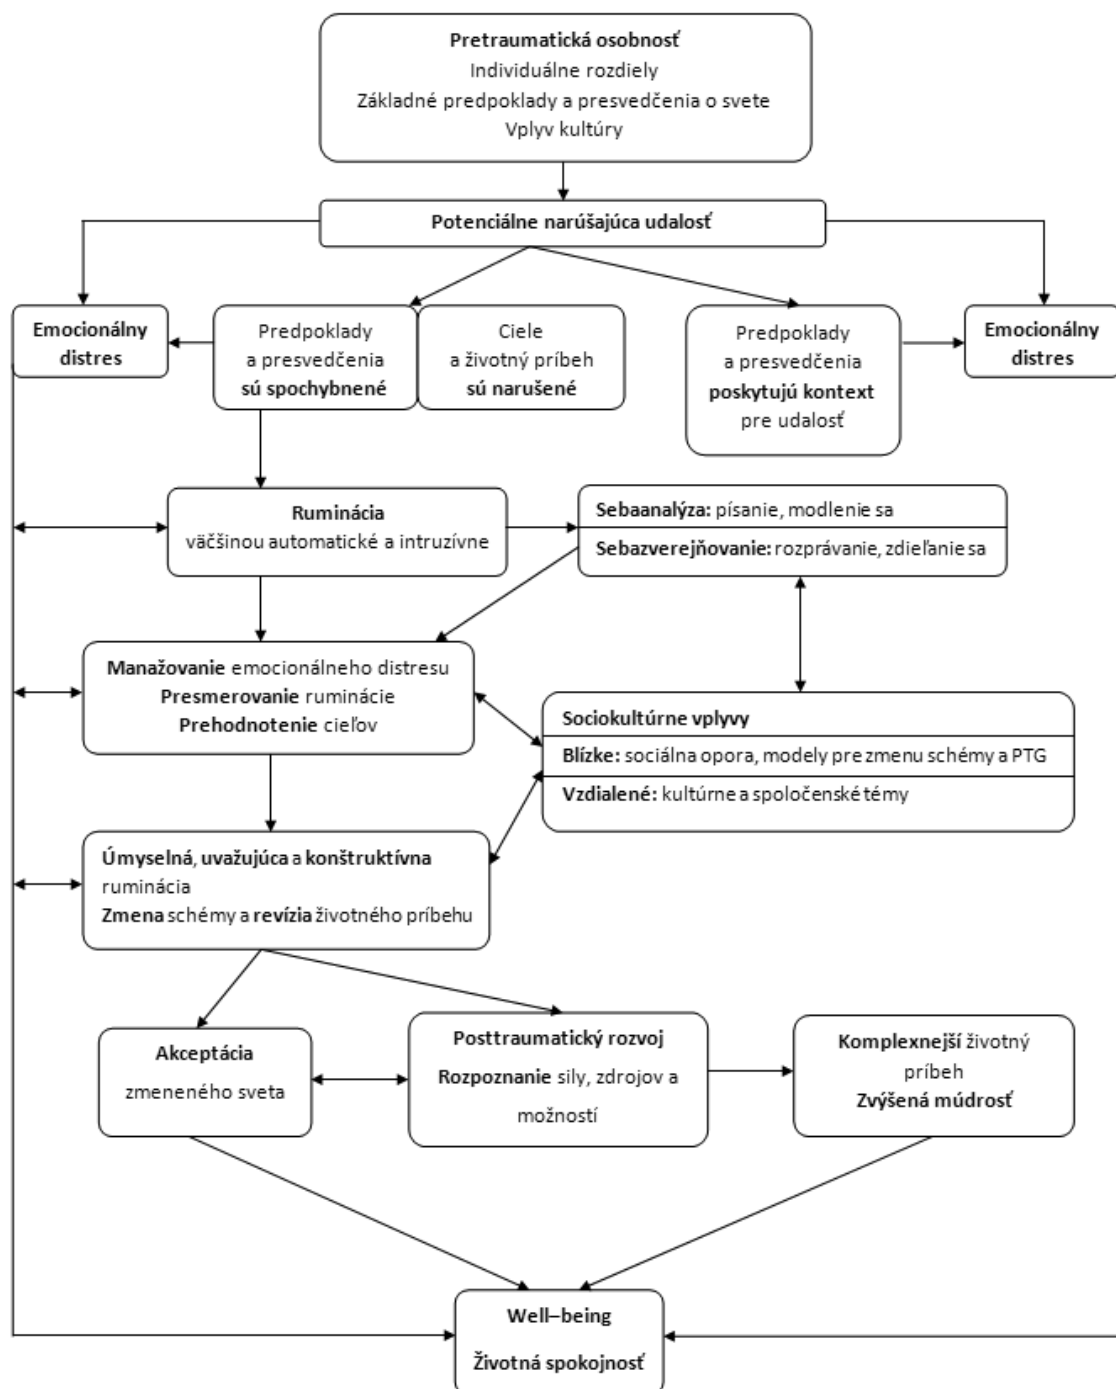 Pretraumatická osobnosť
Individuálne rozdiely
Základné predpoklady a presvedčenia o svete
Vplyv kultúry
Potenciálne narúšajúca udalosť
Emocionálny
distres
Predpoklady
a presvedčenia
sú spochybnené
Ciele
a životný príbeh
sú narušené
Predpoklady
a presvedčenia
poskytujú kontext
pre udalosť
Emocionálny
distres
Ruminácia
väčšinou automatické a intruzívne
Sebaanalýza: písanie, modlenie sa
Sebazverejňovanie: rozprávanie, zdieľanie sa
Manažovanie emocionálneho distresu
Presmerovanie ruminácie
Prehodnotenie cieľov
Sociokultúrne vplyvy
Blízke: sociálna opora, modely pre zmenu schémy a PTG
Vzdialené: kultúrne a spoločenské témy
Úmyselná, uvažujúca a konštruktívna
ruminácia
Zmena schémy a revízia životného príbehu
Akceptácia
zmeneného sveta
Posttraumatický rozvoj
Rozpoznanie sily, zdrojov a
možností
Komplexnejší životný
príbeh
Zvýšená múdrosť
Well–being
Životná spokojnosť